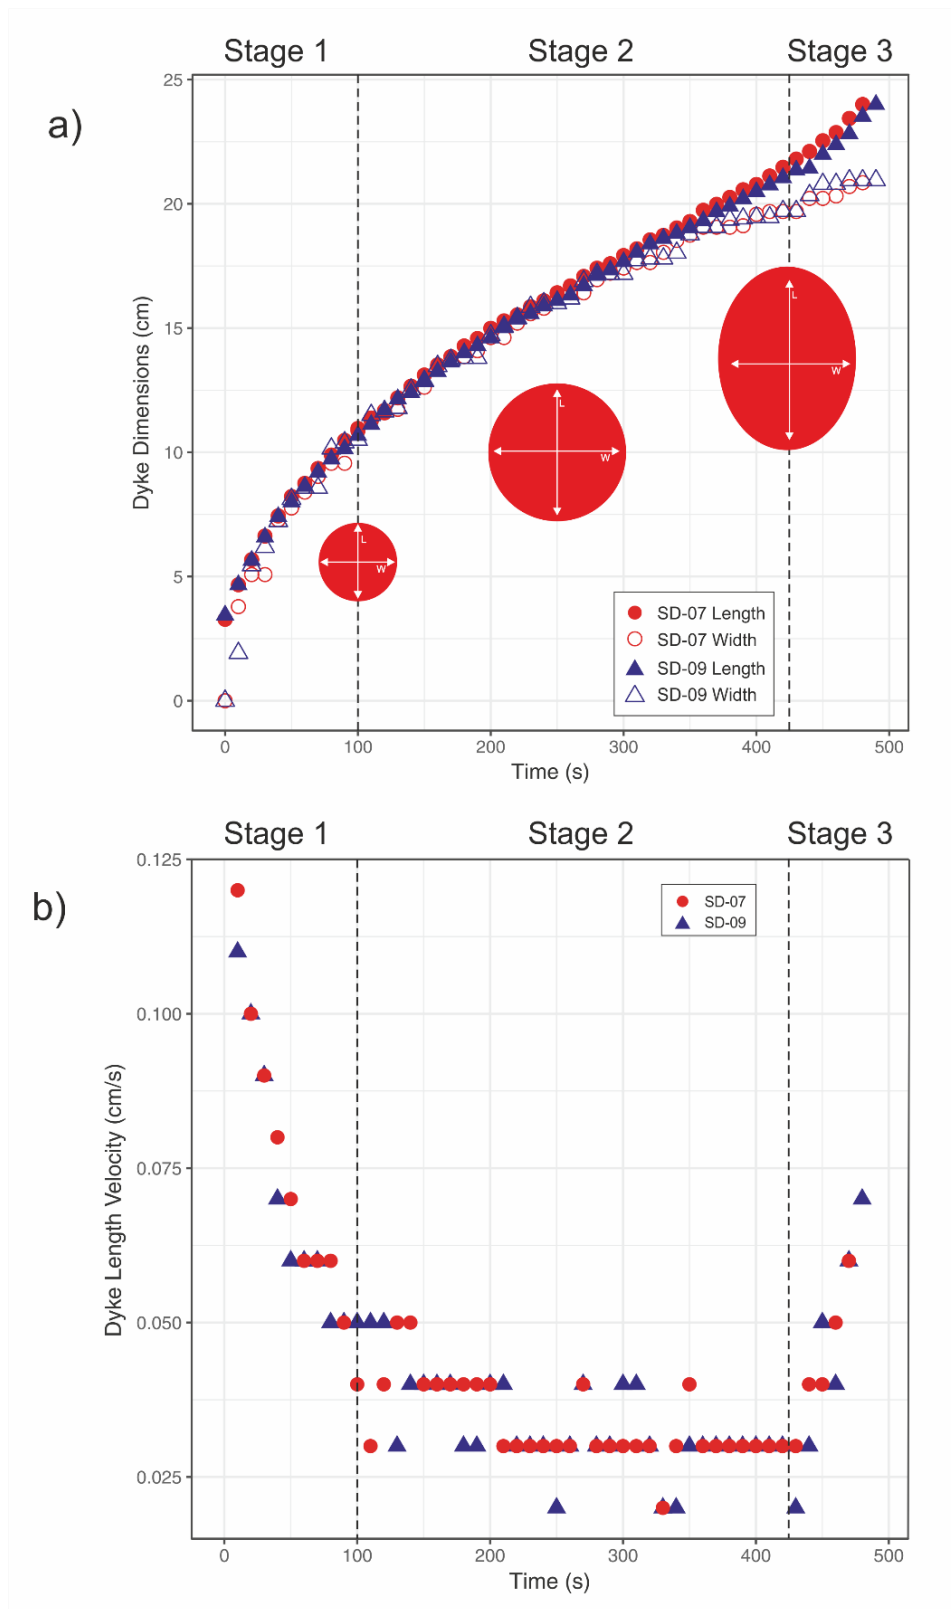 Stage 1 Stage 2 Stage 3
a)
25
20
15
10
5
0
Dyke Dimensions (cm)
L
W
L
W
L
W
SD-07 Length
SD-07 Width
SD-09 Length
SD-09 Width
0 100 200 300 400 500
Time (s)
Stage 1 Stage 2 Stage 3
b)
0.125
0.100
0.075
0.050
0.025
Dyke Length Velocity (cm/s)
SD-07
SD-09
0 100 200 300 400 500
Time (s)